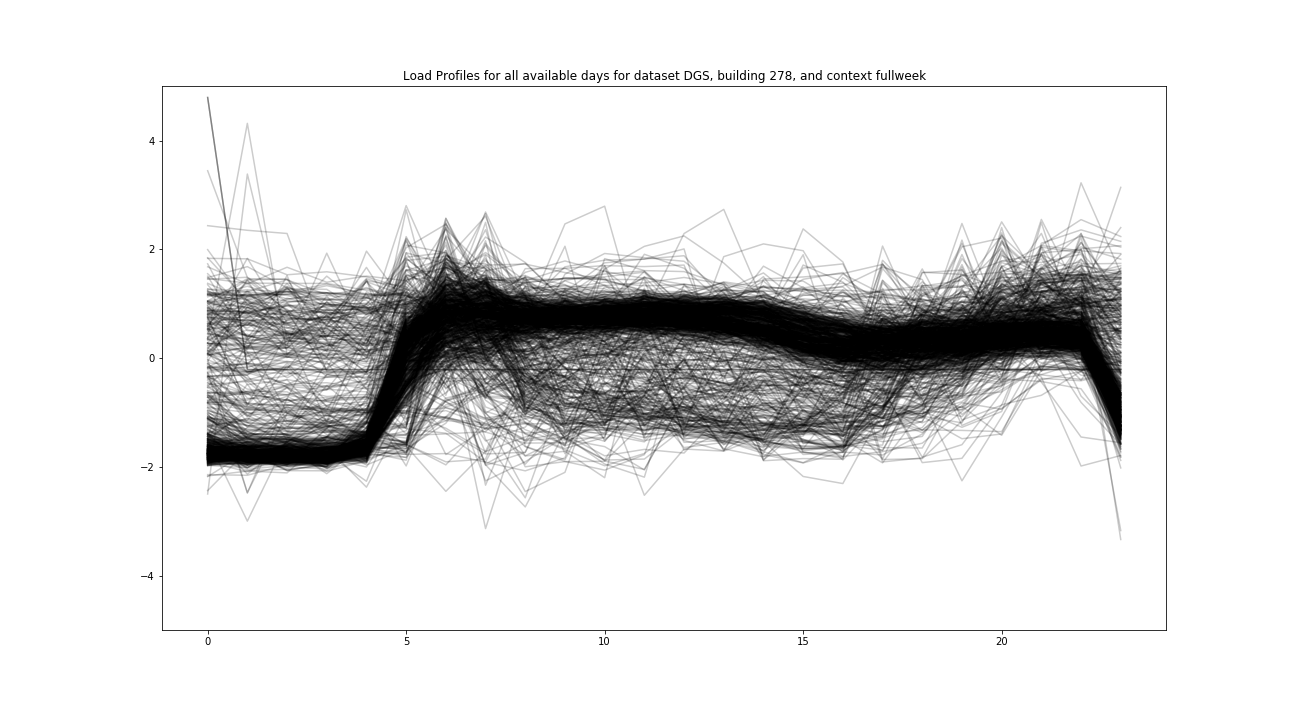 Load Profiles for all available days for dataset DGS, building 278, and context fullweek
4
2
0
−2
−4
0 5 10 15 20